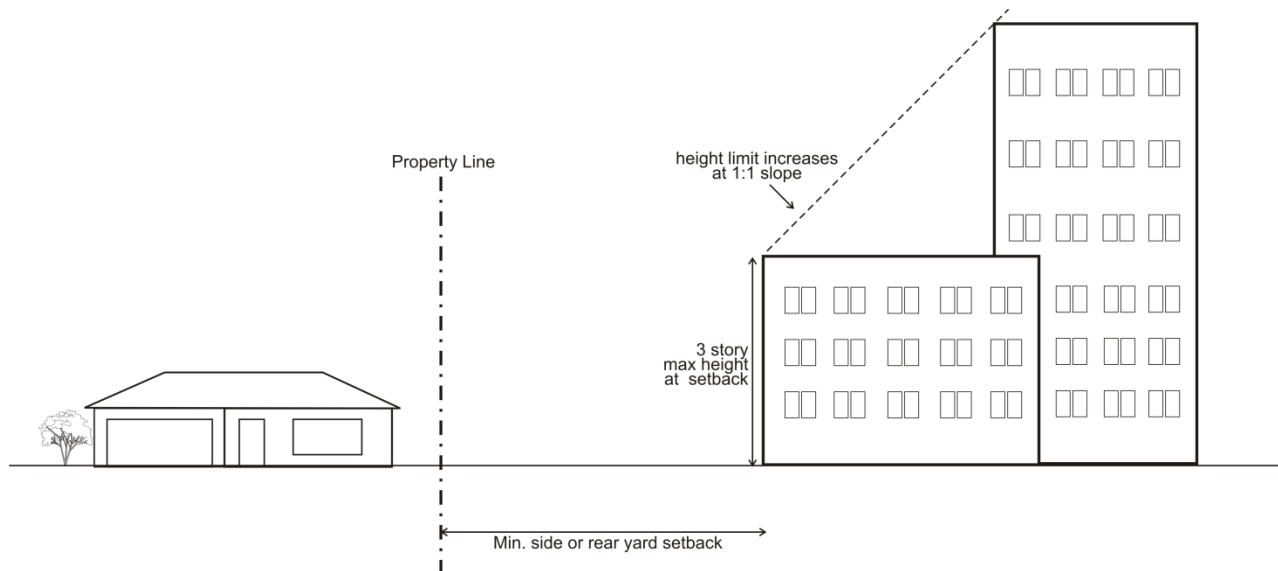 Property Line
height limit increases
at 1:1 slope
3 story
max height
at setback
Min. side or rear yard setback